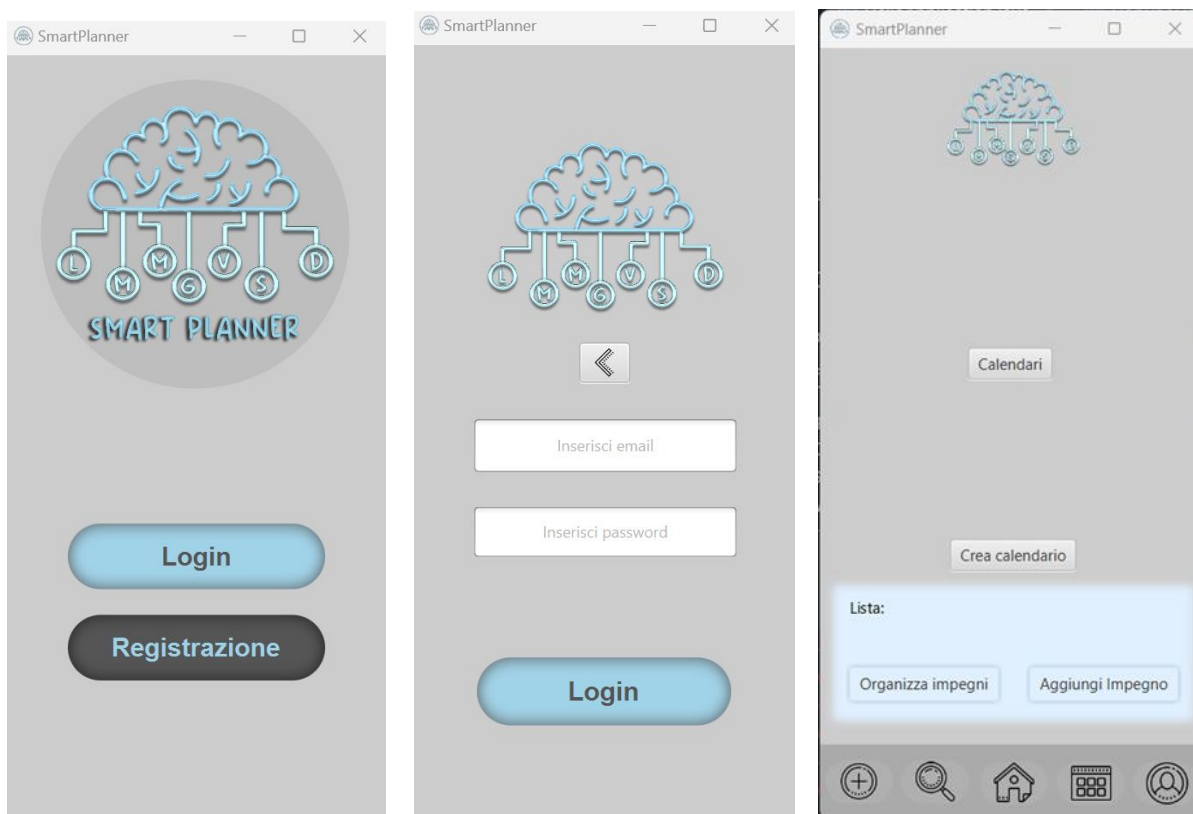 SmartPlanner
L M M G V S D
SMART PLANNER
Login
Registrazione
SmartPlanner
L M M G V S D
Inserisci email
Inserisci password
Login
SmartPlanner
Calendari
Crea calendario
Lista:
Organizza impegni
Aggiungi Impegno